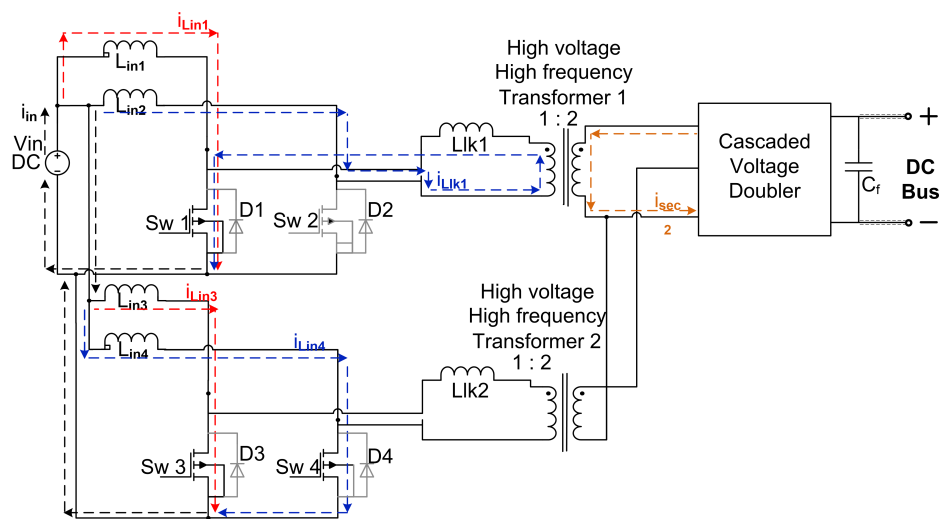 iLin1
Lin1
High voltage
High frequency
Transformer 1
1 : 2
iin
Lin2
Vin
DC
+
-
Llk1
Cascaded
Voltage
Doubler
+
DC
Bus
−
Cf
iLlk1
D1
D2
Sw 1
Sw 2
isec
2
iLin3
Lin3
High voltage
High frequency
Transformer 2
1 : 2
Lin4
iLin4
Llk2
D3
D4
Sw 3
Sw 4